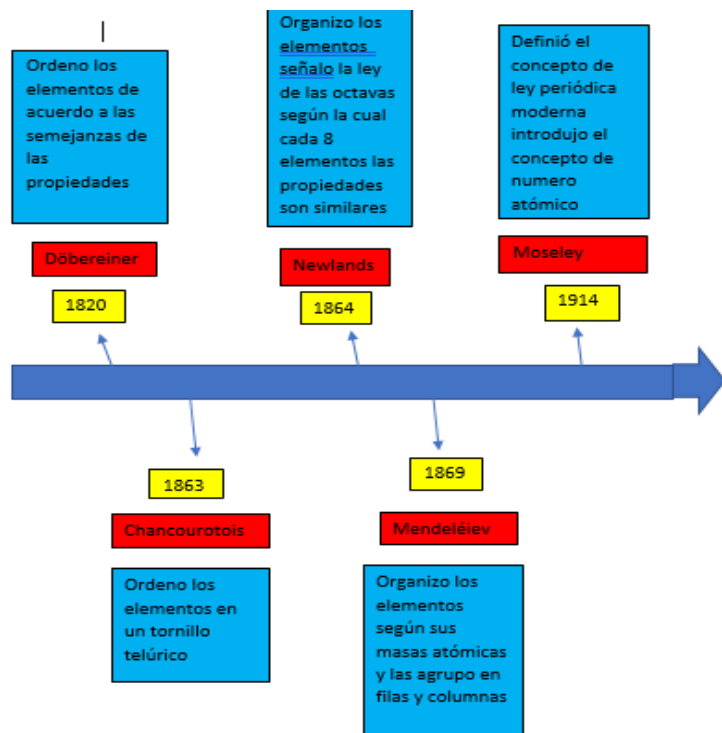 Ordeno los
elementos de
acuerdo a las
semejanzas de
las
propiedades
Döbereiner
1820
Organizo los
elementos
señalo la ley
de las octavas
según la cual
cada 8
elementos las
propiedades
son similares
Newlands
1864
Definió el
concepto de
ley periódica
moderna
introdujo el
concepto de
numero
atómico
Moseley
1914
1863
Chancourotois
Ordeno los
elementos en
un tornillo
telúrico
1869
Mendeléiev
Organizo los
elementos
según sus
masas atómicas
y las agrupo en
filas y columnas